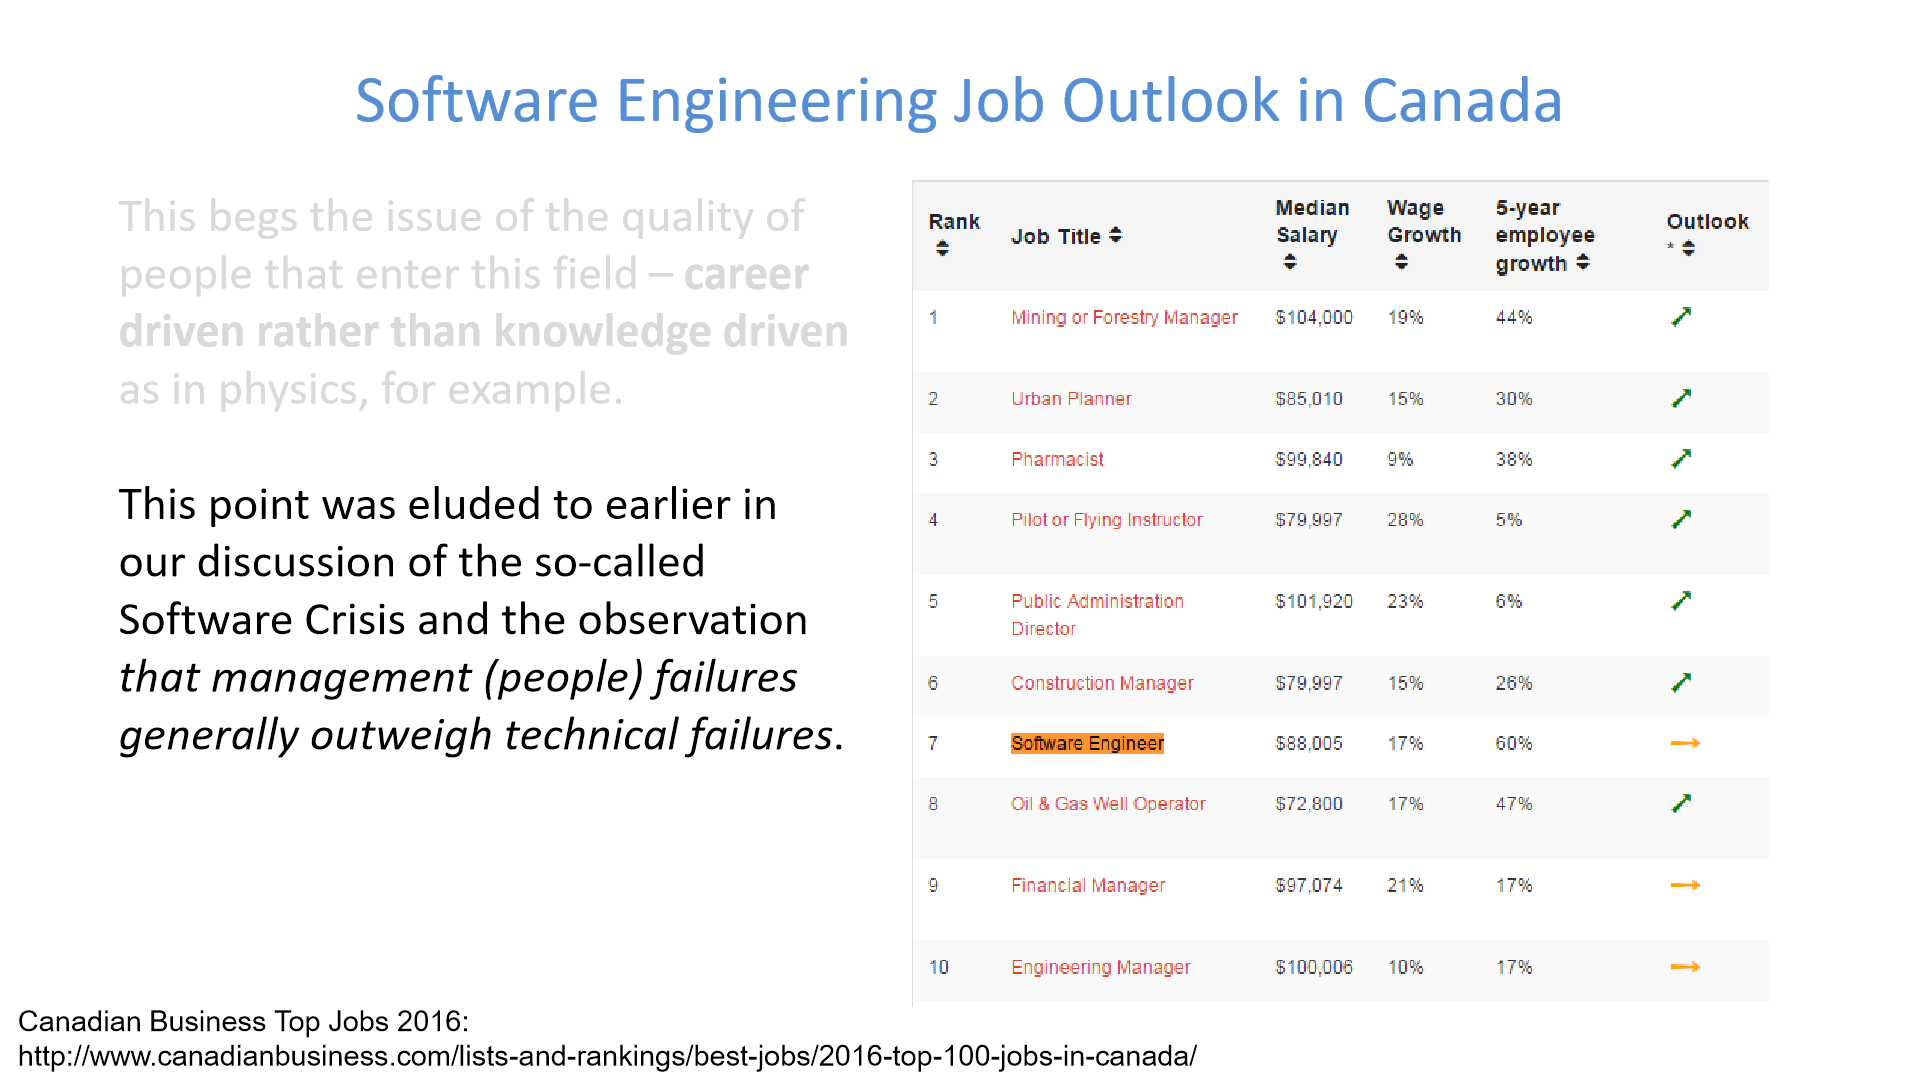 Software Engineering Job Outlook in Canada
This begs the issue of the quality of
people that enter this field – career
driven rather than knowledge driven
as in physics, for example.
This point was eluded to earlier in
our discussion of the so-called
Software Crisis and the observation
that management (people) failures
generally outweigh technical failures.
Rank Job Title Median Salary Wage Growth 5-year employee growth Outlook *
1 Mining or Forestry Manager $104,000 19% 44%
2 Urban Planner $85,010 15% 30%
3 Pharmacist $99,840 9% 38%
4 Pilot or Flying Instructor $79,997 28% 5%
5 Public Administration Director $101,920 23% 6%
6 Construction Manager $79,997 15% 26%
7 Software Engineer $88,005 17% 60%
8 Oil & Gas Well Operator $72,800 17% 47%
9 Financial Manager $97,074 21% 17%
10 Engineering Manager $100,006 10% 17%
Canadian Business Top Jobs 2016:
http://www.canadianbusiness.com/lists-and-rankings/best-jobs/2016-top-100-jobs-in-canada/